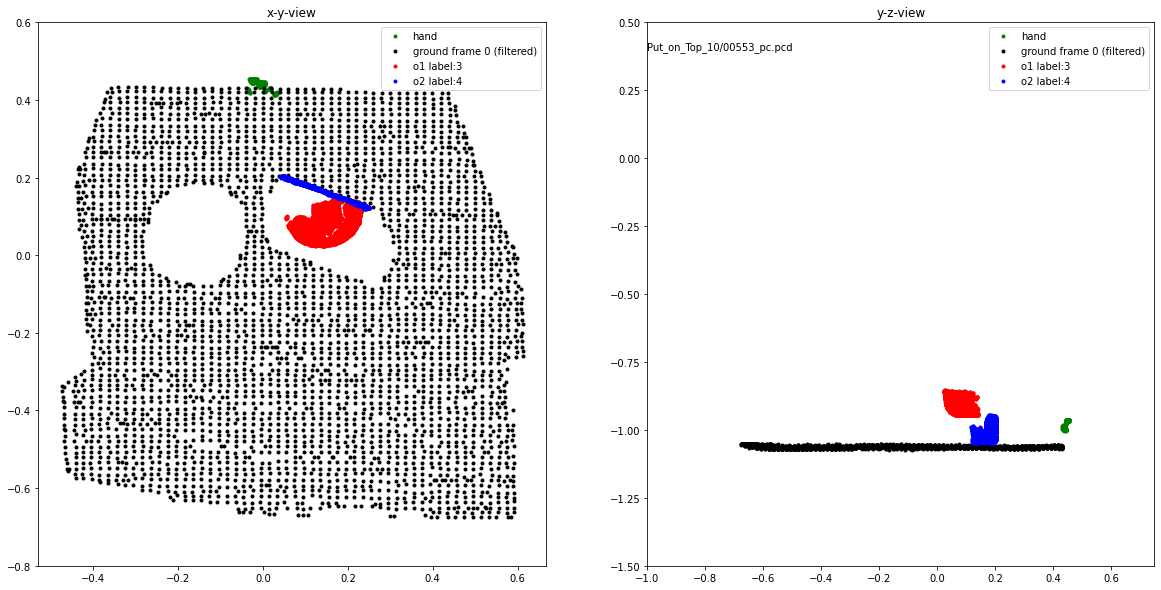 x-y-view
hand
ground frame 0 (filtered)
o1 label:3
o2 label:4
0.6
0.4
0.2
0.0
−0.2
−0.4
−0.6
−0.8
−0.4
−0.2
0.0
0.2
0.4
0.6
y-z-view
Put_on_Top_10/00553_pc.pcd
hand
ground frame 0 (filtered)
o1 label:3
o2 label:4
0.50
0.25
0.00
−0.25
−0.50
−0.75
−1.00
−1.25
−1.50
−1.0
−0.8
−0.6
−0.4
−0.2
0.0
0.2
0.4
0.6